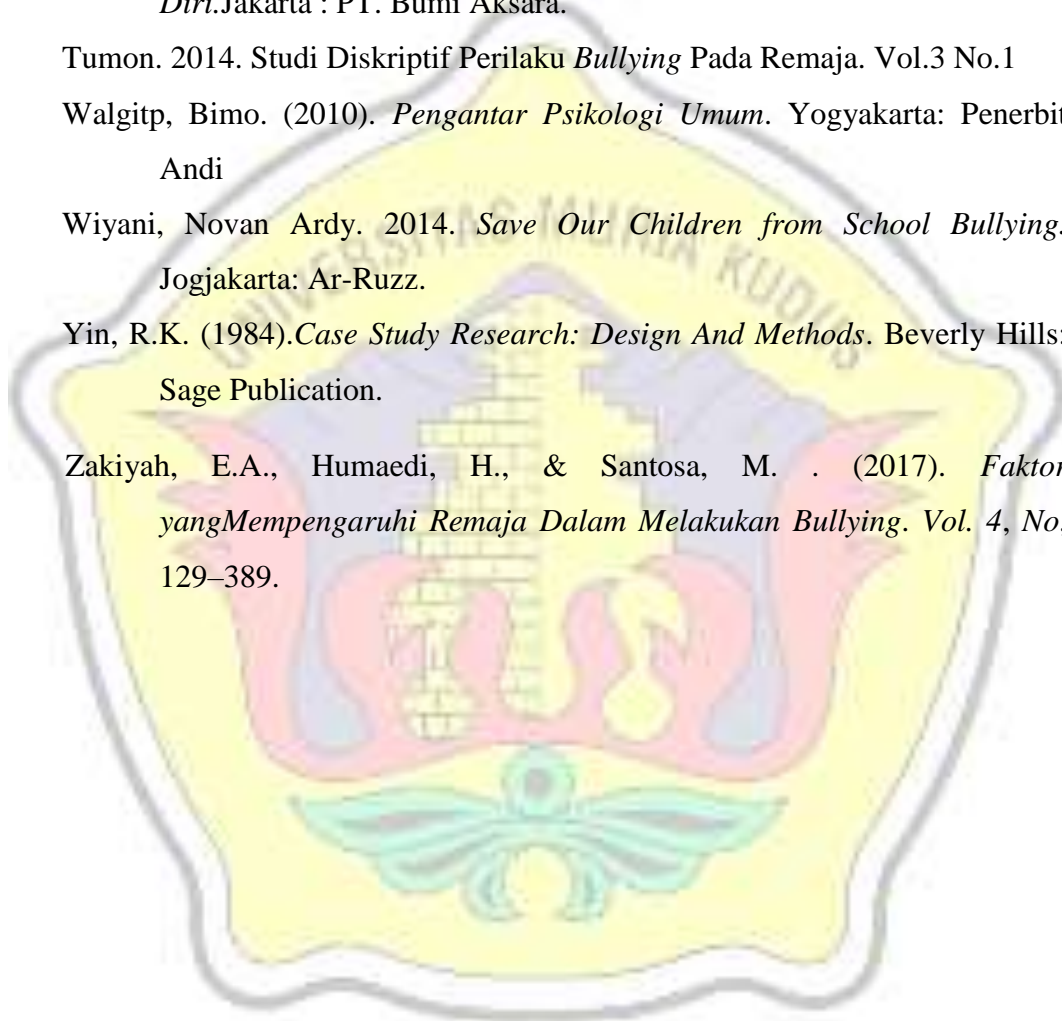 Diri.Jakarta : PT. Bumi Aksara.
Tumon. 2014. Studi Diskriptif Perilaku Bullying Pada Remaja. Vol.3 No.1
Walgitp, Bimo. (2010). Pengantar Psikologi Umum. Yogyakarta: Penerbit
Andi
Wiyani, Novan Ardy. 2014. Save Our Children from School Bullying.
Jogjakarta: Ar-Ruzz.
Yin, R.K. (1984).Case Study Research: Design And Methods. Beverly Hills:
Sage Publication.
Zakiyah, E.A., Humaedi, H., & Santosa, M. . (2017). Faktor
yangMempengaruhi Remaja Dalam Melakukan Bullying. Vol. 4, No.
129–389.
UNIVERSITAS MURIA KUDUS